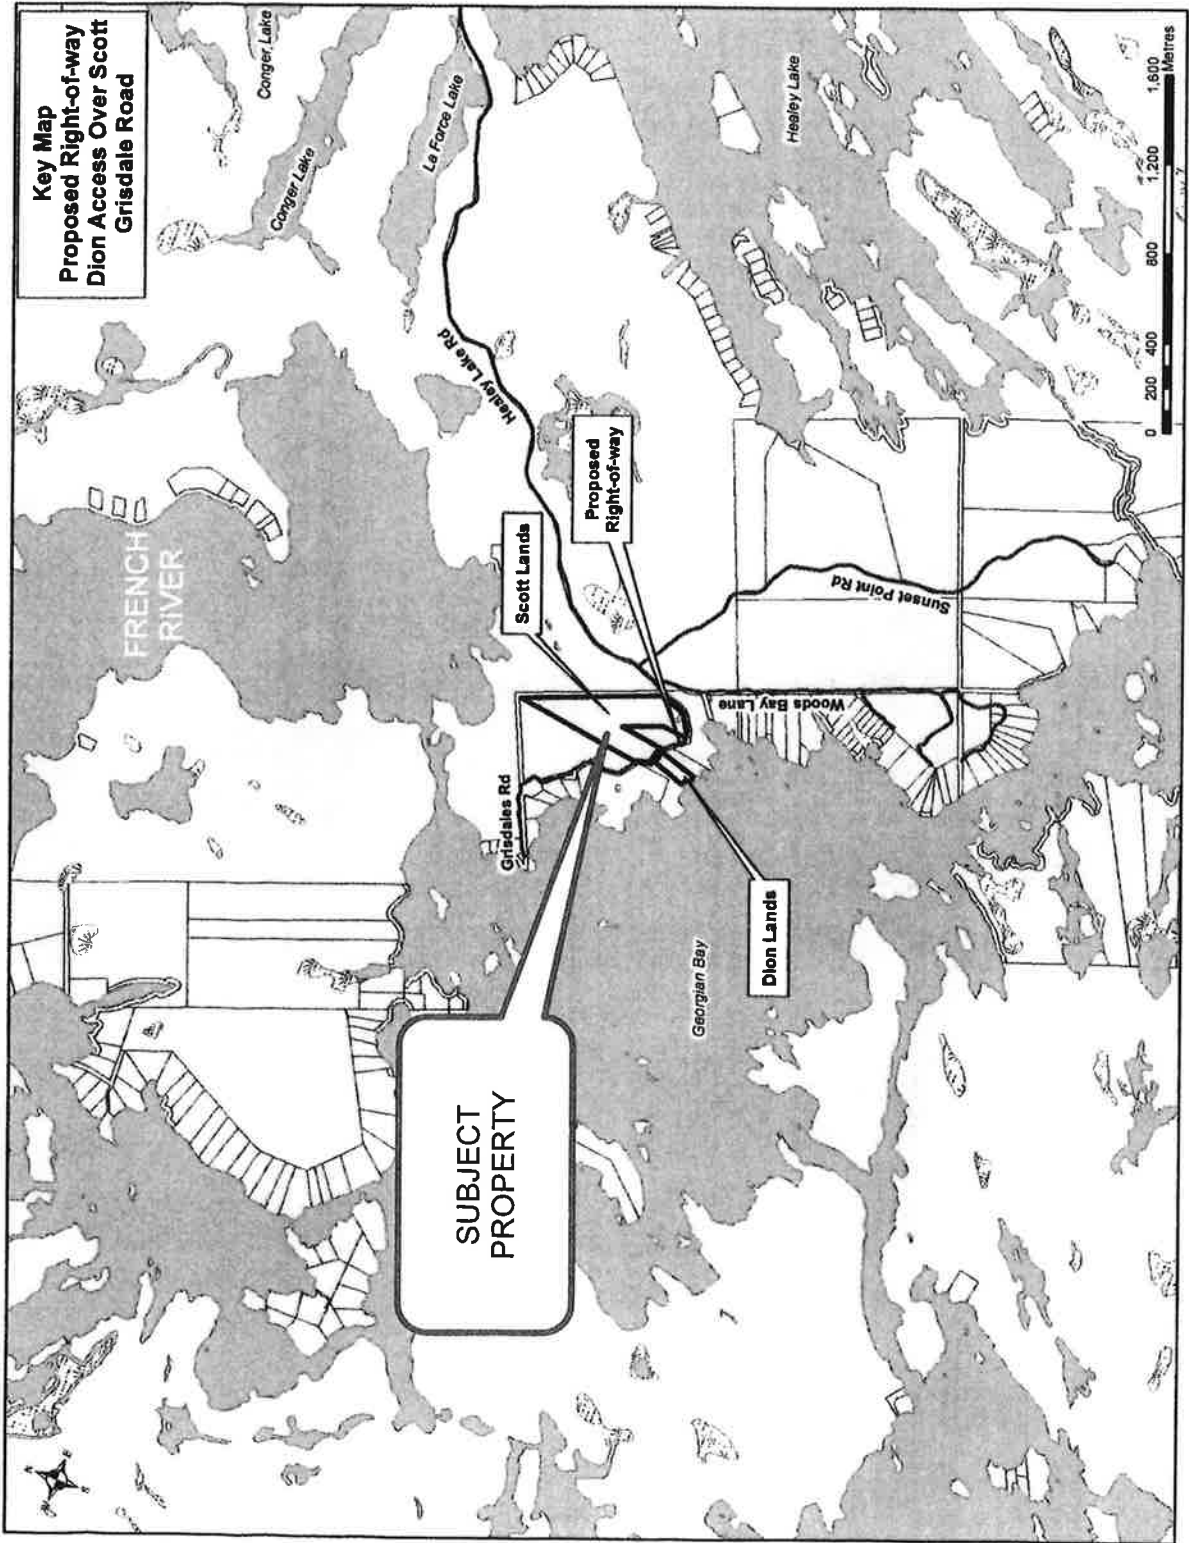 Key Map
Proposed Right-of-way
Dion Access Over Scott
Grisdale Road
Conger Lake
Conger Lake
La Force Lake
Healey Lake Rd
Healey Lake
FRENCH
RIVER
Scott Lands
Proposed
Right-of-way
Sunset Point Rd
Woods Bay Lane
Grisdales Rd
Dion Lands
Georgian Bay
SUBJECT
PROPERTY
0 200 400 800 1,200 1,600
Metres
N
E
S